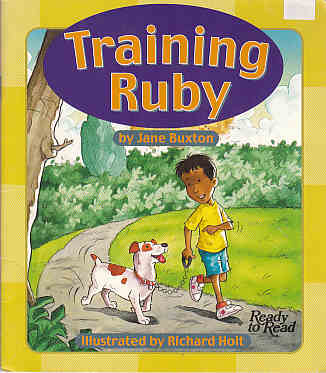 Training
Ruby
by Jane Buxton
Ready
to Read
Illustrated by Richard Holt